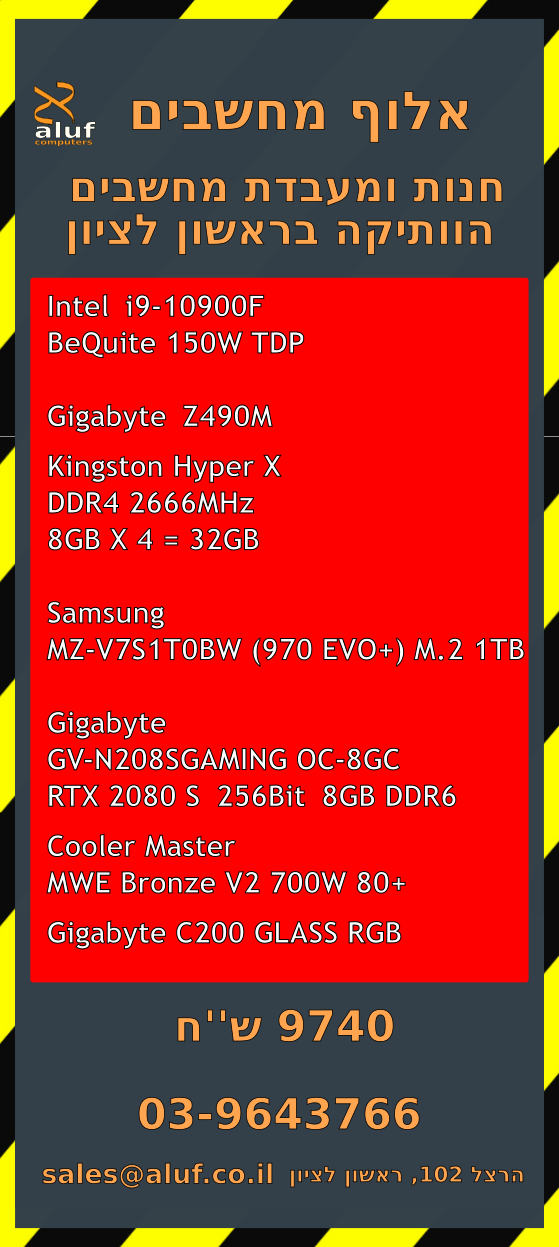 aluf
computers
אלוף מחשבים
חנות ומעבדת מחשבים
הוותיקה בראשון לציון
Intel i9-10900F
BeQuite 150W TDP
Gigabyte Z490M
Kingston Hyper X
DDR4 2666MHz
8GB X 4 = 32GB
Samsung
MZ-V7S1T0BW (970 EVO+) M.2 1TB
Gigabyte
GV-N208SGAMING OC-8GC
RTX 2080 S 256Bit 8GB DDR6
Cooler Master
MWE Bronze V2 700W 80+
Gigabyte C200 GLASS RGB
9740 ש''ח
03-9643766
הרצל 102, ראשון לציון sales@aluf.co.il